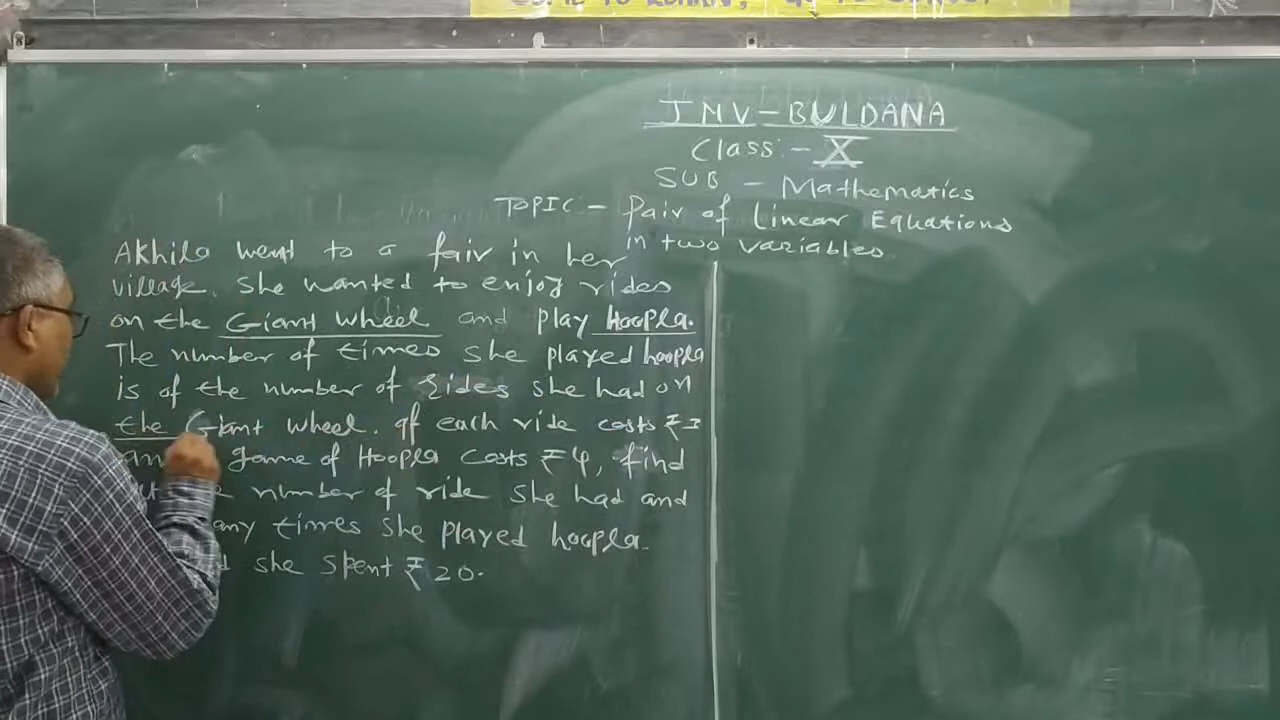 JNV-BULDANA
Class:- X
SUB - Mathematics
TOPIC - Pair of Linear Equations
in two variables
Akhila went to a fair in her
village. She wanted to enjoy rides
on the Giant Wheel and play Hoopla.
The number of times she played hoopla
is of the number of rides she had on
the Giant Wheel. If each ride costs ₹3
game of Hoopla costs ₹4, find
number of ride she had and
any times she played hoopla.
she spent ₹20.